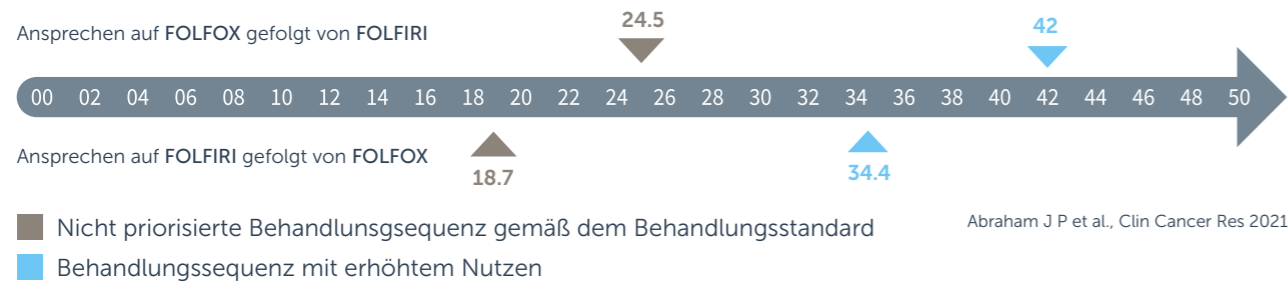 24.5
Ansprechen auf FOLFOX gefolgt von FOLFIRI
42
00 02 04 06 08 10 12 14 16 18 20 22 24 26 28 30 32 34 36 38 40 42 44 46 48 50
Ansprechen auf FOLFIRI gefolgt von FOLFOX
18.7
34.4
Nicht priorisierte Behandlunsgsequenz gemäß dem Behandlungsstandard
Abraham J P et al., Clin Cancer Res 2021
Behandlungssequenz mit erhöhtem Nutzen